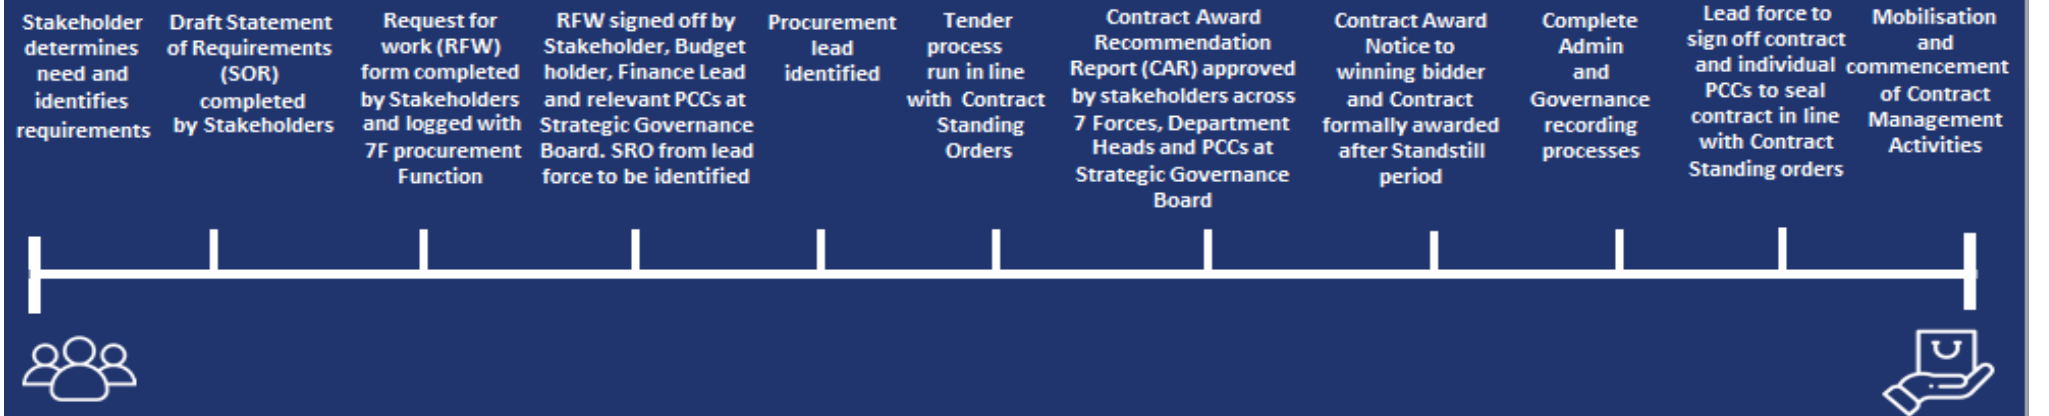 Stakeholder
determines
need and
identifies
requirements
Draft Statement
of Requirements
(SOR)
completed
by Stakeholders
Request for
work (RFW)
form completed
by Stakeholders
and logged with
7F procurement
Function
RFW signed off by
Stakeholder, Budget
holder, Finance Lead
and relevant PCCs at
Strategic Governance
Board. SRO from lead
force to be identified
Procurement
lead
identified
Tender
process
run in line
with Contract
Standing
Orders
Contract Award
Recommendation
Report (CAR) approved
by stakeholders across
7 Forces, Department
Heads and PCCs at
Strategic Governance
Board
Contract Award
Notice to
winning bidder
and Contract
formally awarded
after Standstill
period
Complete
Admin
and
Governance
recording
processes
Lead force to
sign off contract
and individual
PCCs to seal
contract in line
with Contract
Standing orders
Mobilisation
and
commencement
of Contract
Management
Activities